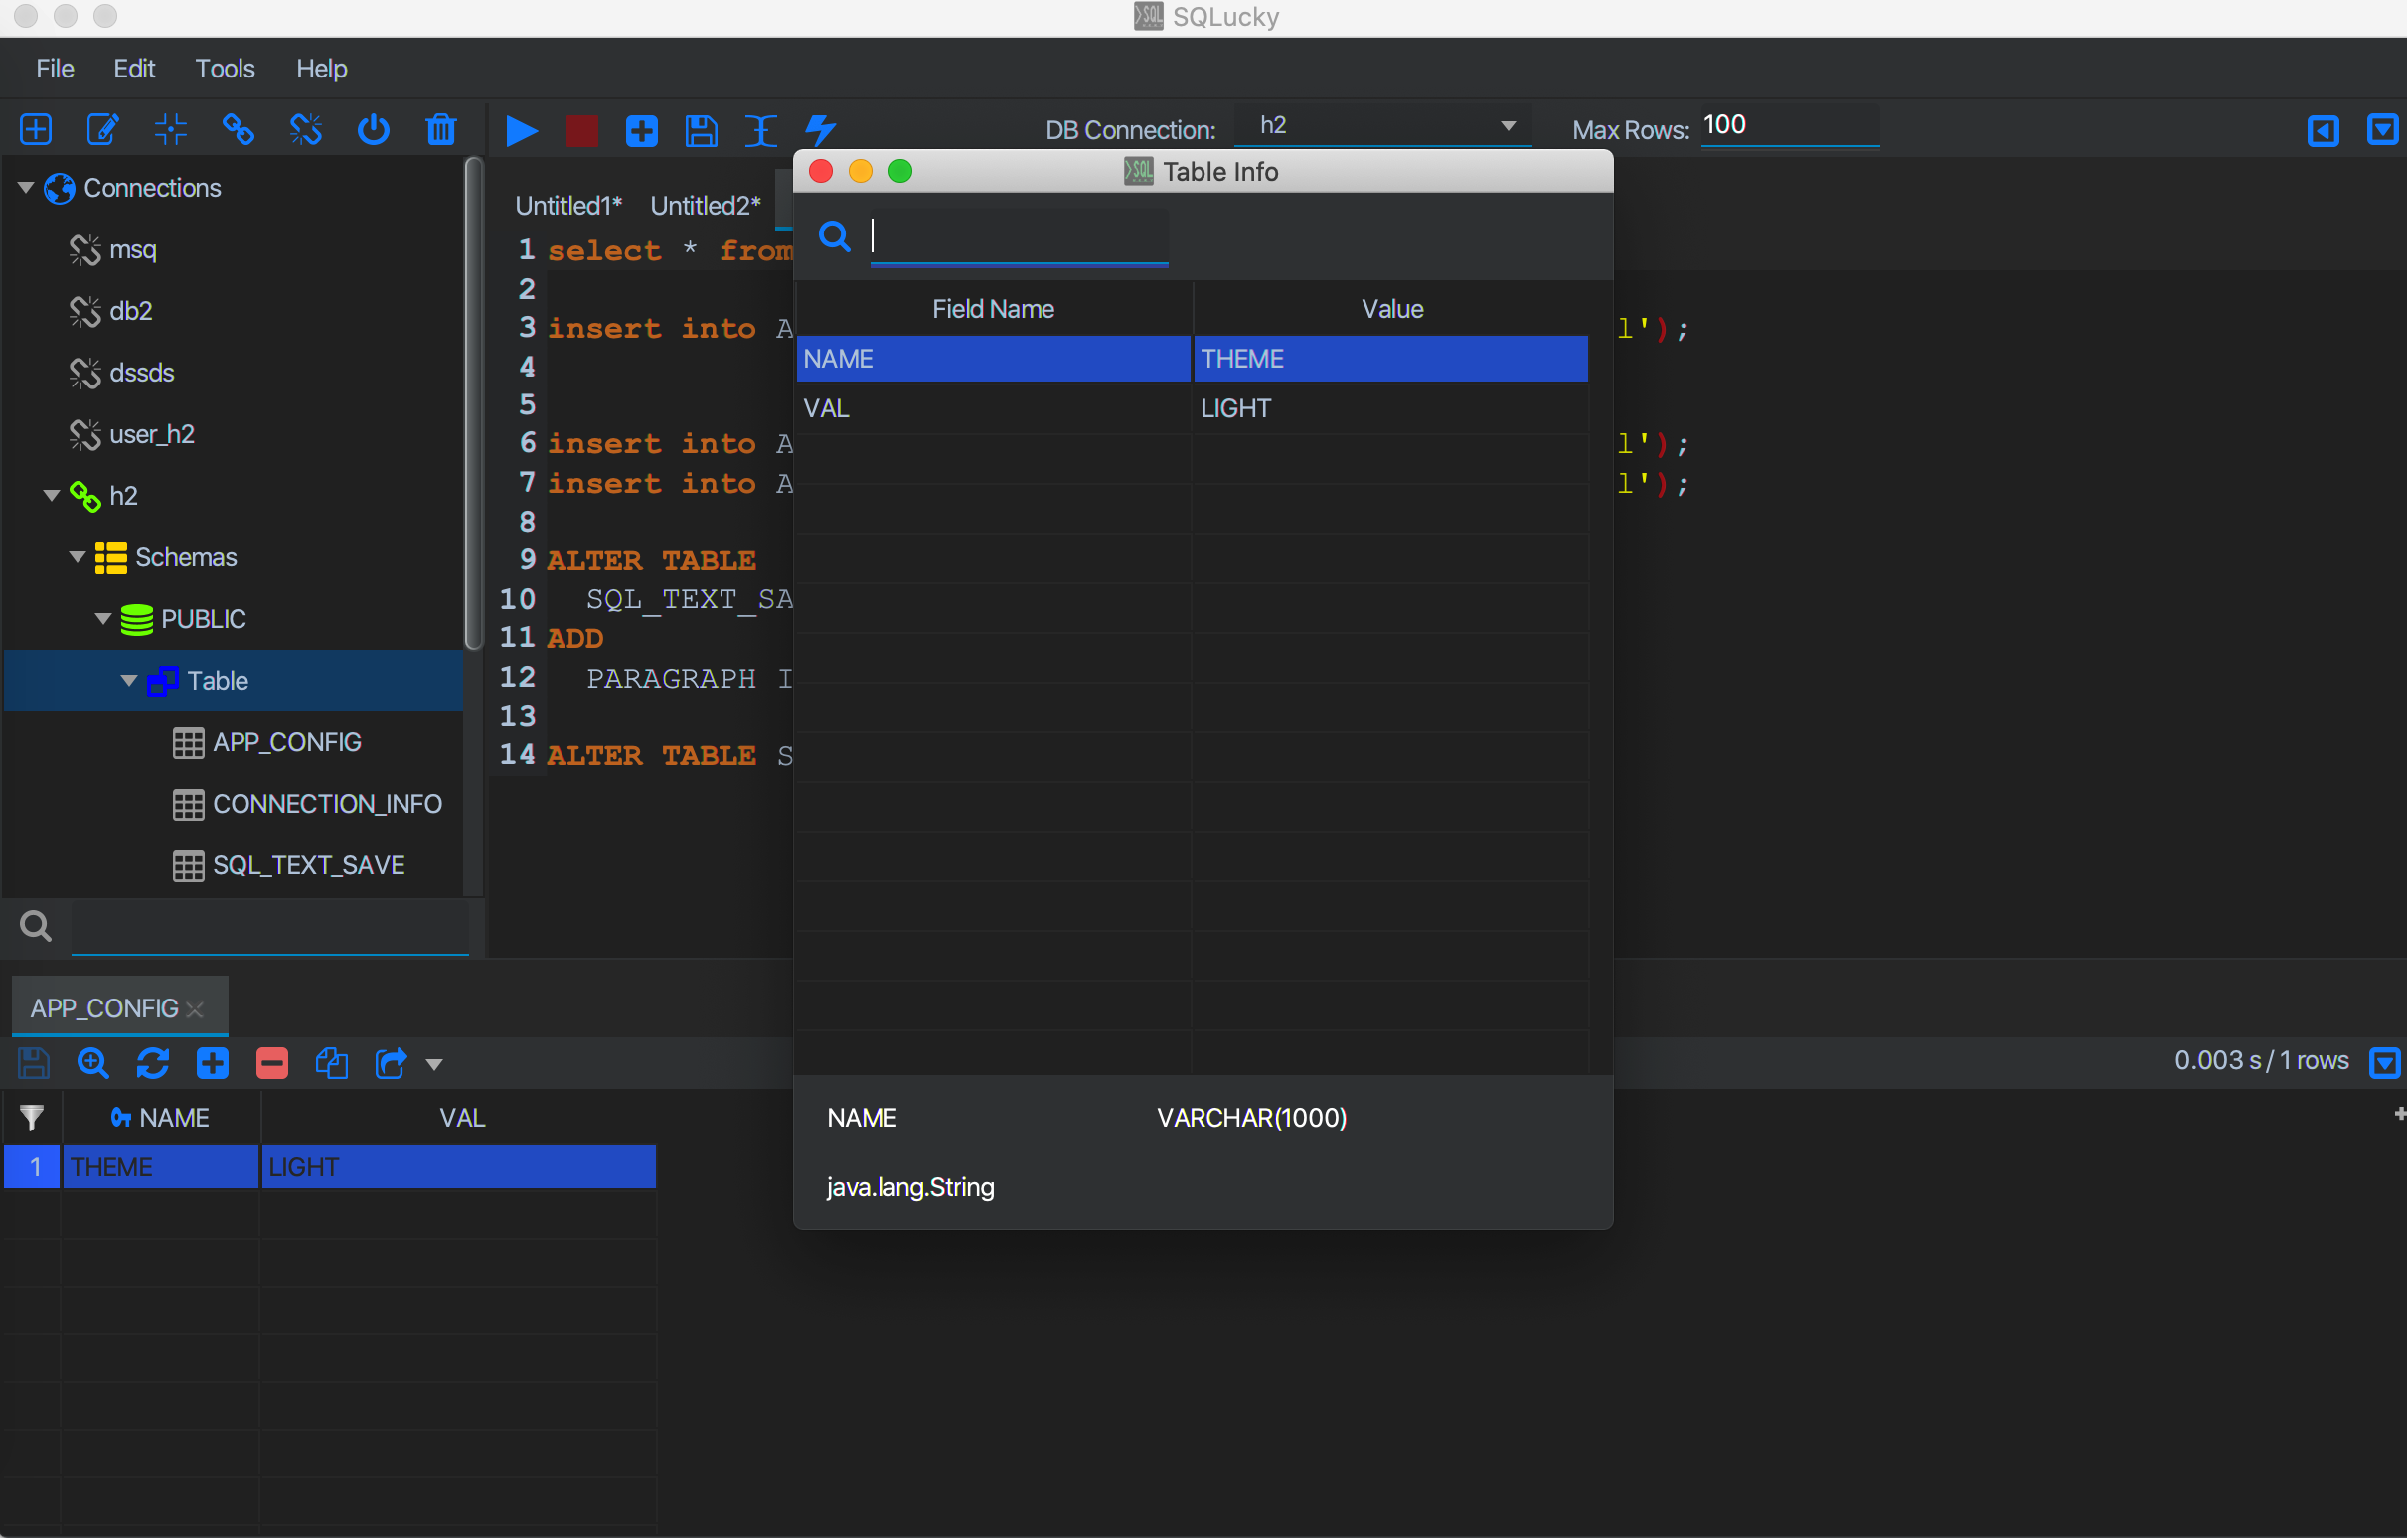 SQLucky
File Edit Tools Help
DB Connection: h2 Max Rows: 100
Connections
msq
db2
dssds
user_h2
h2
Schemas
PUBLIC
Table
APP_CONFIG
CONNECTION_INFO
SQL_TEXT_SAVE
Untitled1* Untitled2*
1 select * from
2
3 insert into A l');
4
5
6 insert into A l');
7 insert into A l');
8
9 ALTER TABLE
10 SQL_TEXT_SA
11 ADD
12 PARAGRAPH I
13
14 ALTER TABLE S
Table Info
Field Name Value
NAME THEME
VAL LIGHT
NAME VARCHAR(1000)
java.lang.String
APP_CONFIG
0.003 s / 1 rows
NAME VAL
1 THEME LIGHT